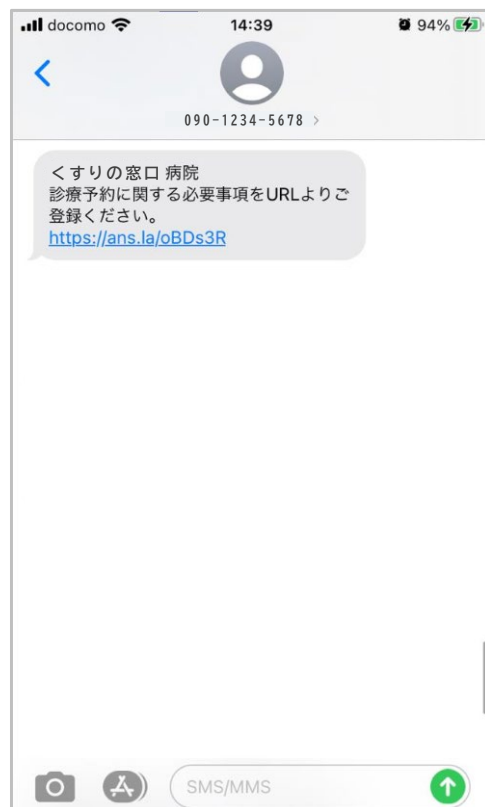 docomo 14:39 94%
090-1234-5678 >
くすりの窓口 病院
診療予約に関する必要事項をURLよりご
登録ください。
https://ans.la/oBDs3R
SMS/MMS